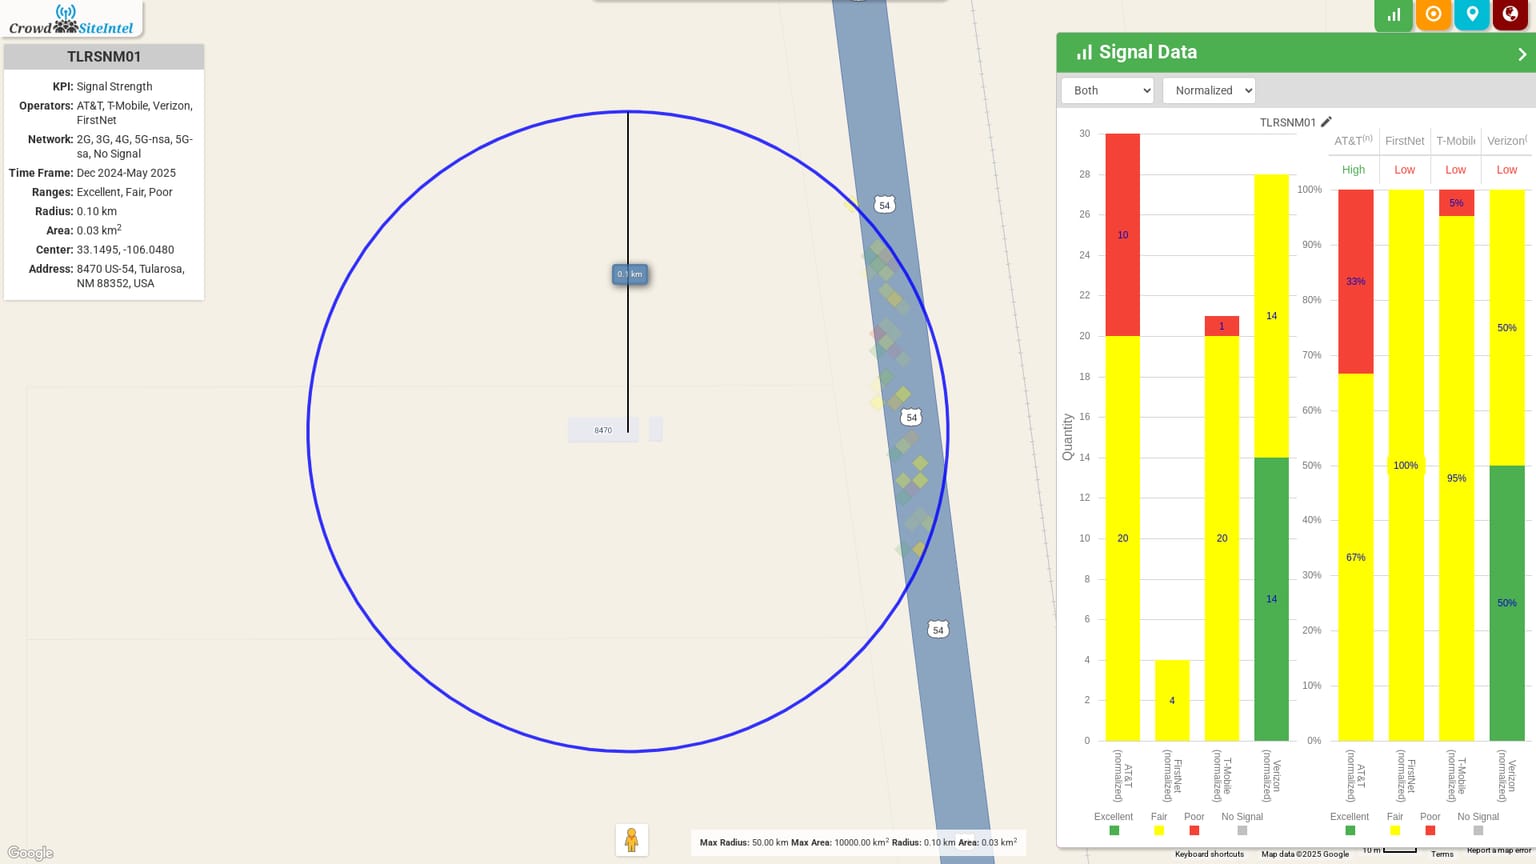 CrowdSiteIntel
TLRSNM01
KPI: Signal Strength
Operators: AT&T, T-Mobile, Verizon,
FirstNet
Network: 2G, 3G, 4G, 5G-nsa, 5G-
sa, No Signal
Time Frame: Dec 2024-May 2025
Ranges: Excellent, Fair, Poor
Radius: 0.10 km
Area: 0.03 km2
Center: 33.1495, -106.0480
Address: 8470 US-54, Tularosa,
NM 88352, USA
54
0.1 km
54
8470
54
Google
Max Radius: 50.00 km Max Area: 10000.00 km2 Radius: 0.10 km Area: 0.03 km2
Signal Data
Both
Normalized
TLRSNM01
Quantity
30
28
26
24
22
20
18
16
14
12
10
8
6
4
2
0
10
20
4
1
20
14
14
AT&T (normalized)
FirstNet (normalized)
T-Mobile (normalized)
Verizon (normalized)
Excellent Fair Poor No Signal
AT&T(n) FirstNet T-Mobile Verizon(
High Low Low Low
100%
90%
80%
70%
60%
50%
40%
30%
20%
10%
0%
33%
67%
100%
5%
95%
50%
50%
AT&T (normalized)
FirstNet (normalized)
T-Mobile (normalized)
Verizon (normalized)
Excellent Fair Poor No Signal
Keyboard shortcuts Map data ©2025 Google 10 m Terms Report a map error